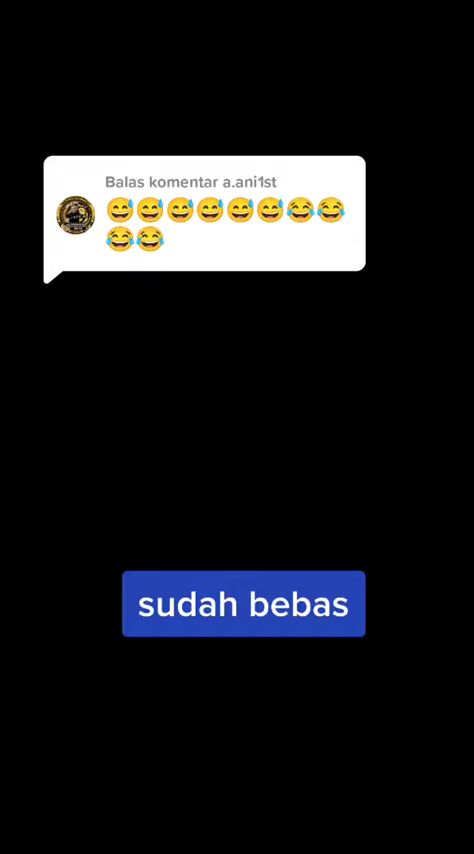 Balas komentar a.ani1st
😅😅😅😅😅😅😂😂
😂😂
sudah bebas